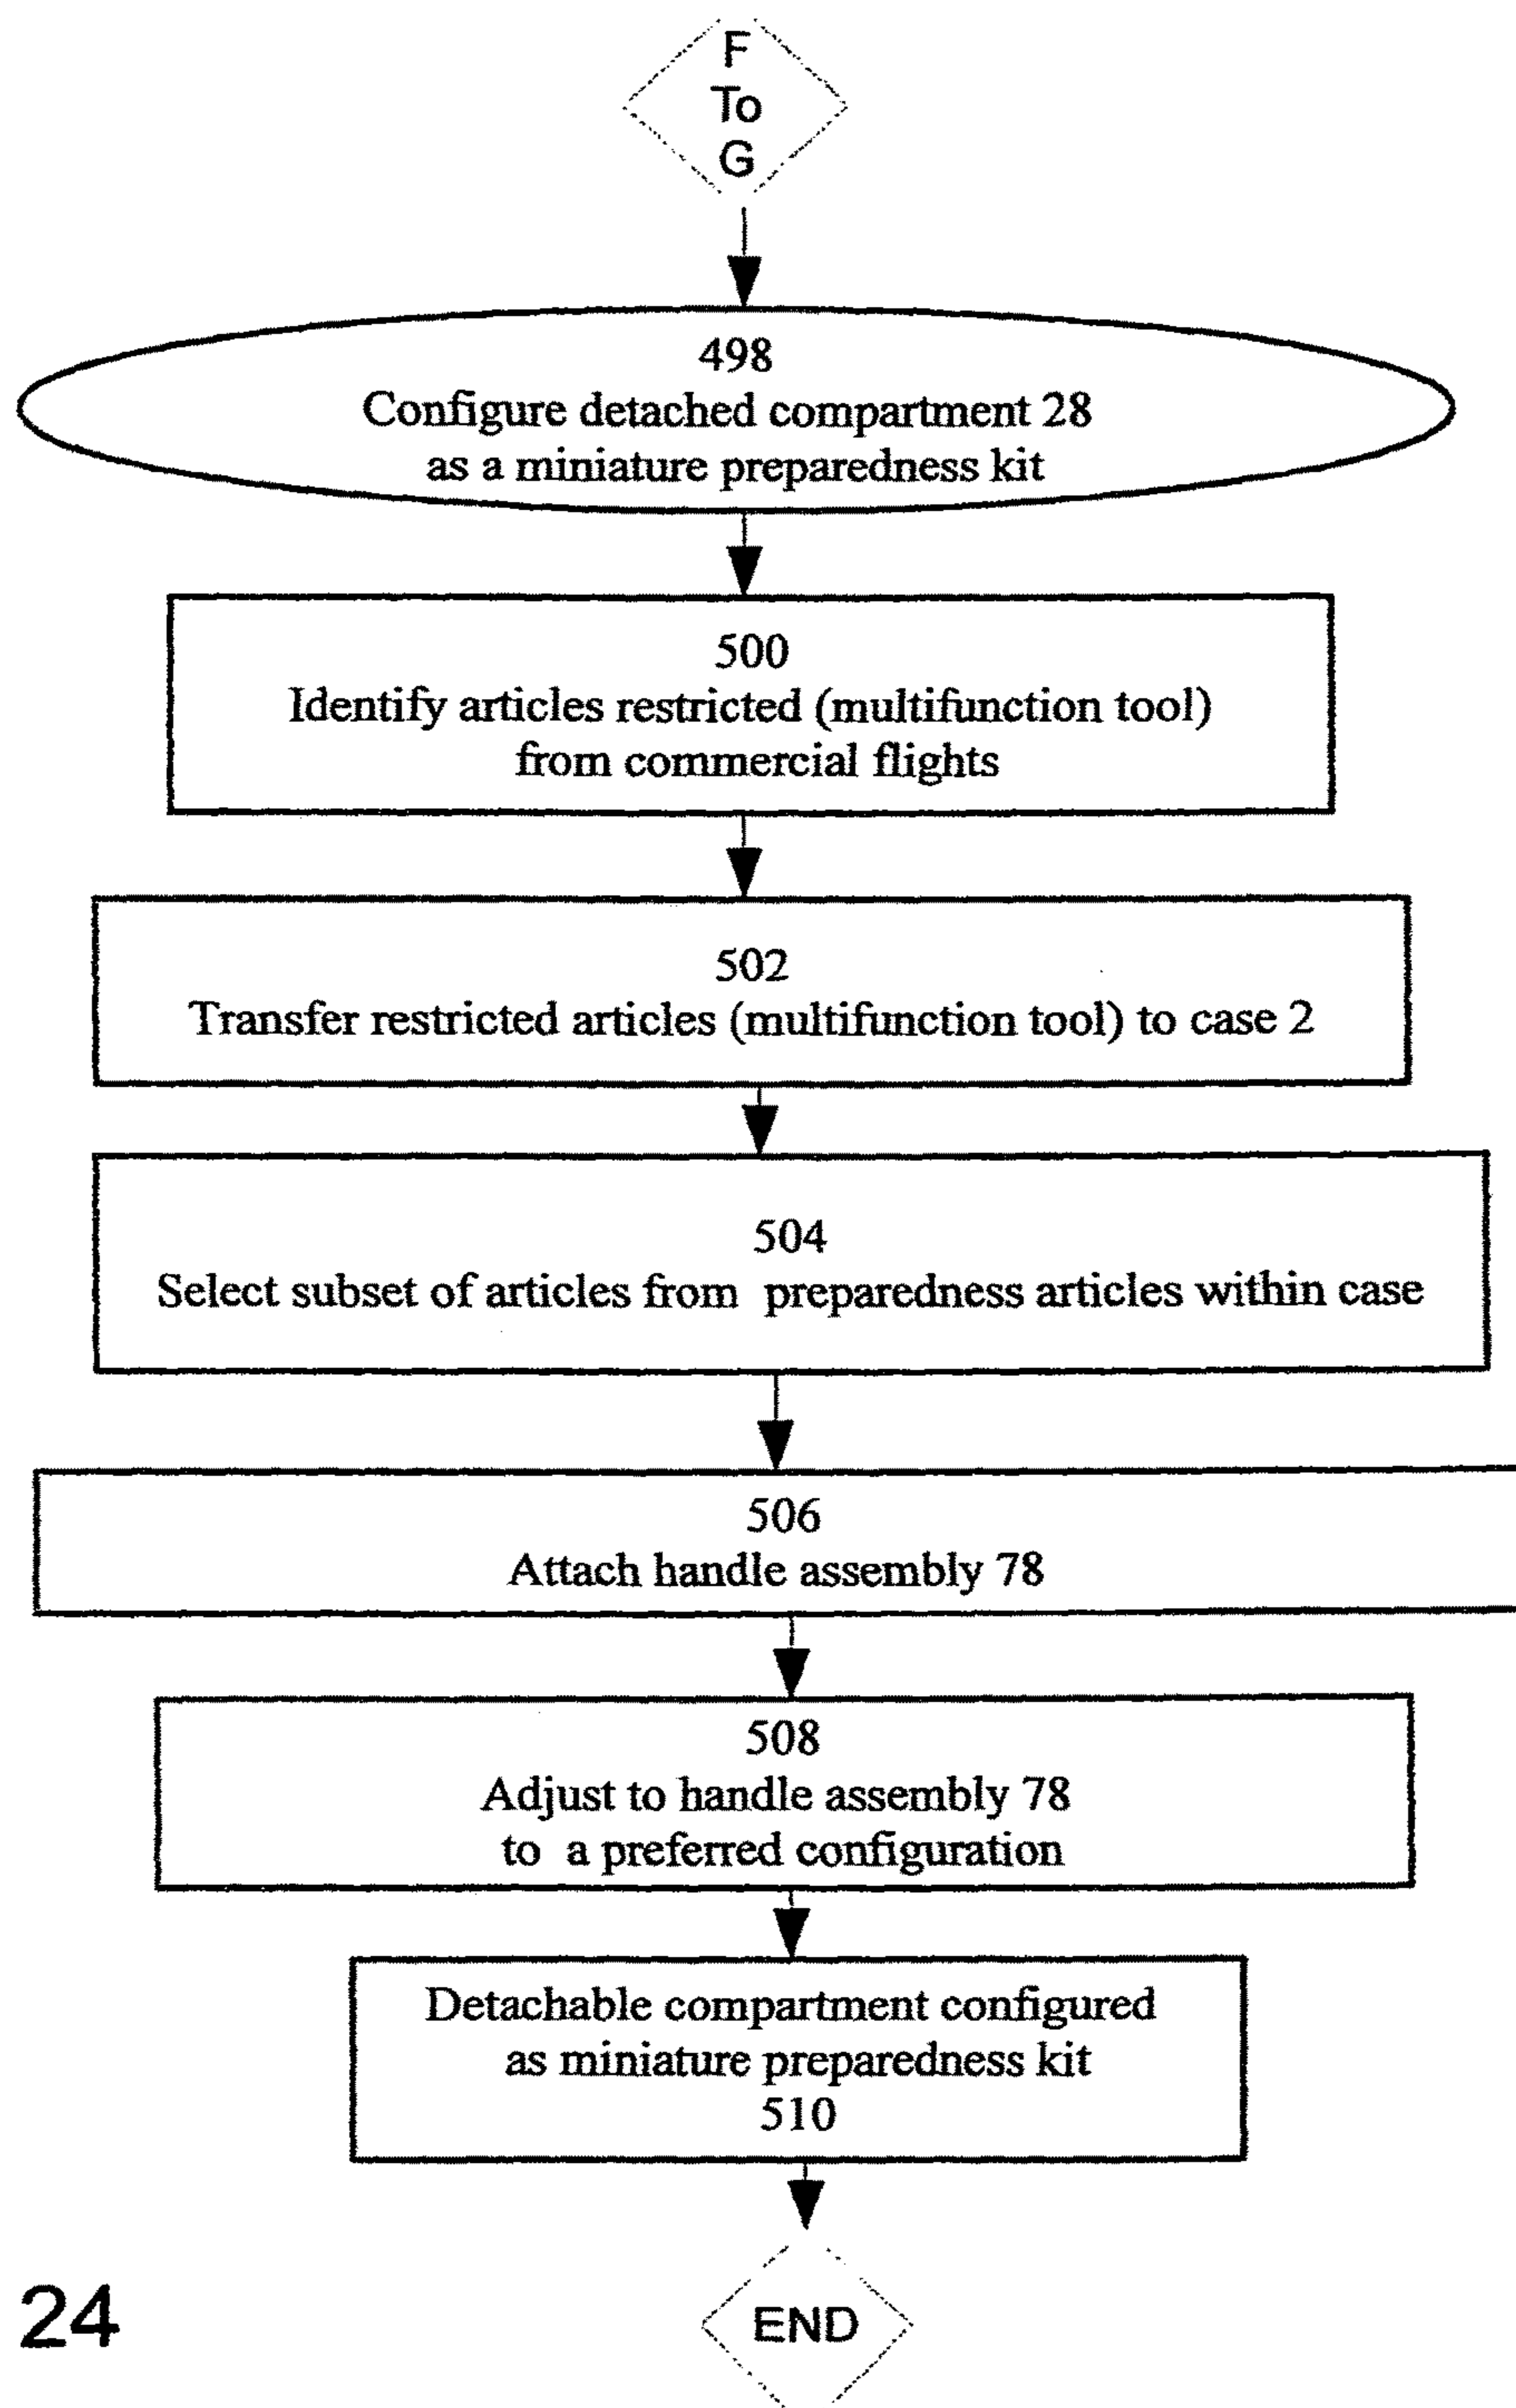 F
To
G
498
Configure detached compartment 28
as a miniature preparedness kit
500
Identify articles restricted (multifunction tool)
from commercial flights
502
Transfer restricted articles (multifunction tool) to case 2
504
Select subset of articles from preparedness articles within case
506
Attach handle assembly 78
508
Adjust to handle assembly 78
to a preferred configuration
Detachable compartment configured
as miniature preparedness kit
510
24
END